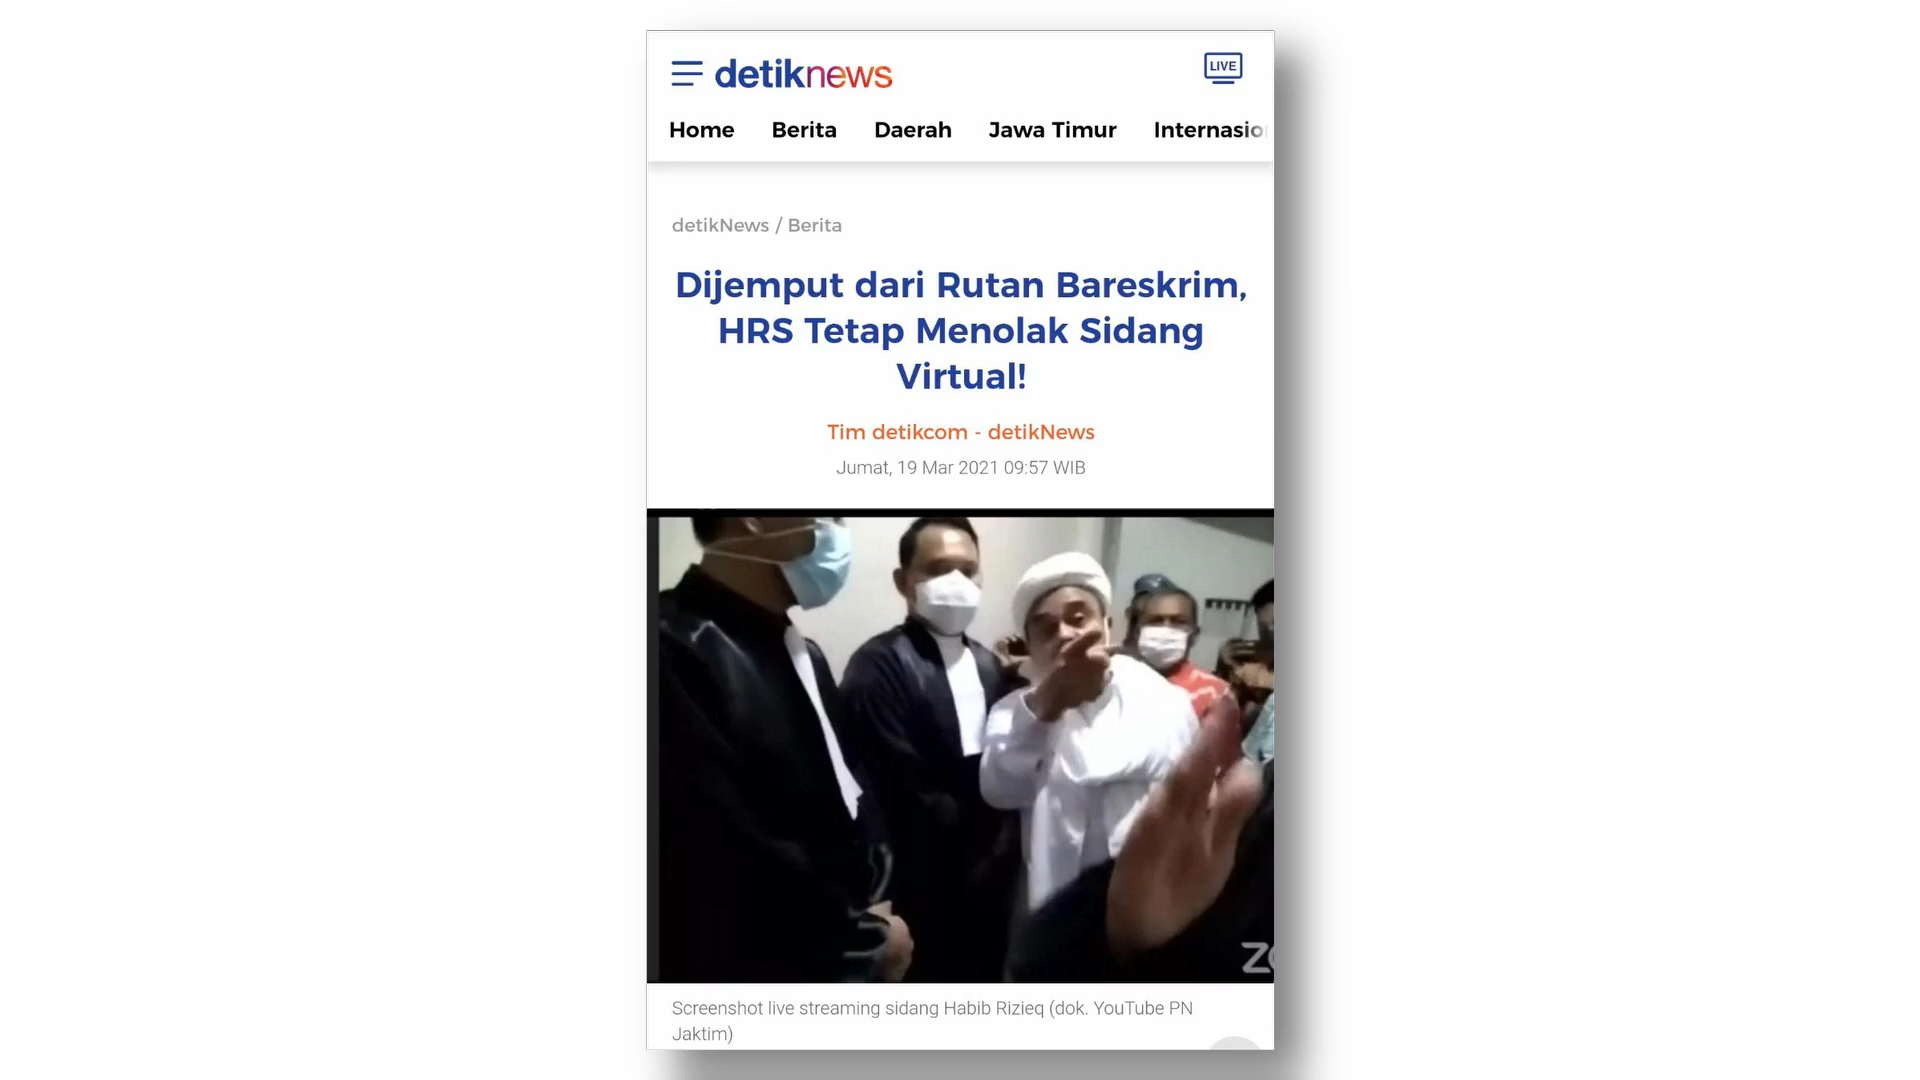 detiknews
LIVE
Home Berita Daerah Jawa Timur
detikNews / Berita
Dijemput dari Rutan Bareskrim,
HRS Tetap Menolak Sidang
Virtual!
Tim detikcom - detikNews
Jumat, 19 Mar 2021 09:57 WIB
Screenshot live streaming sidang Habib Rizieq (dok. YouTube PN
Jaktim)